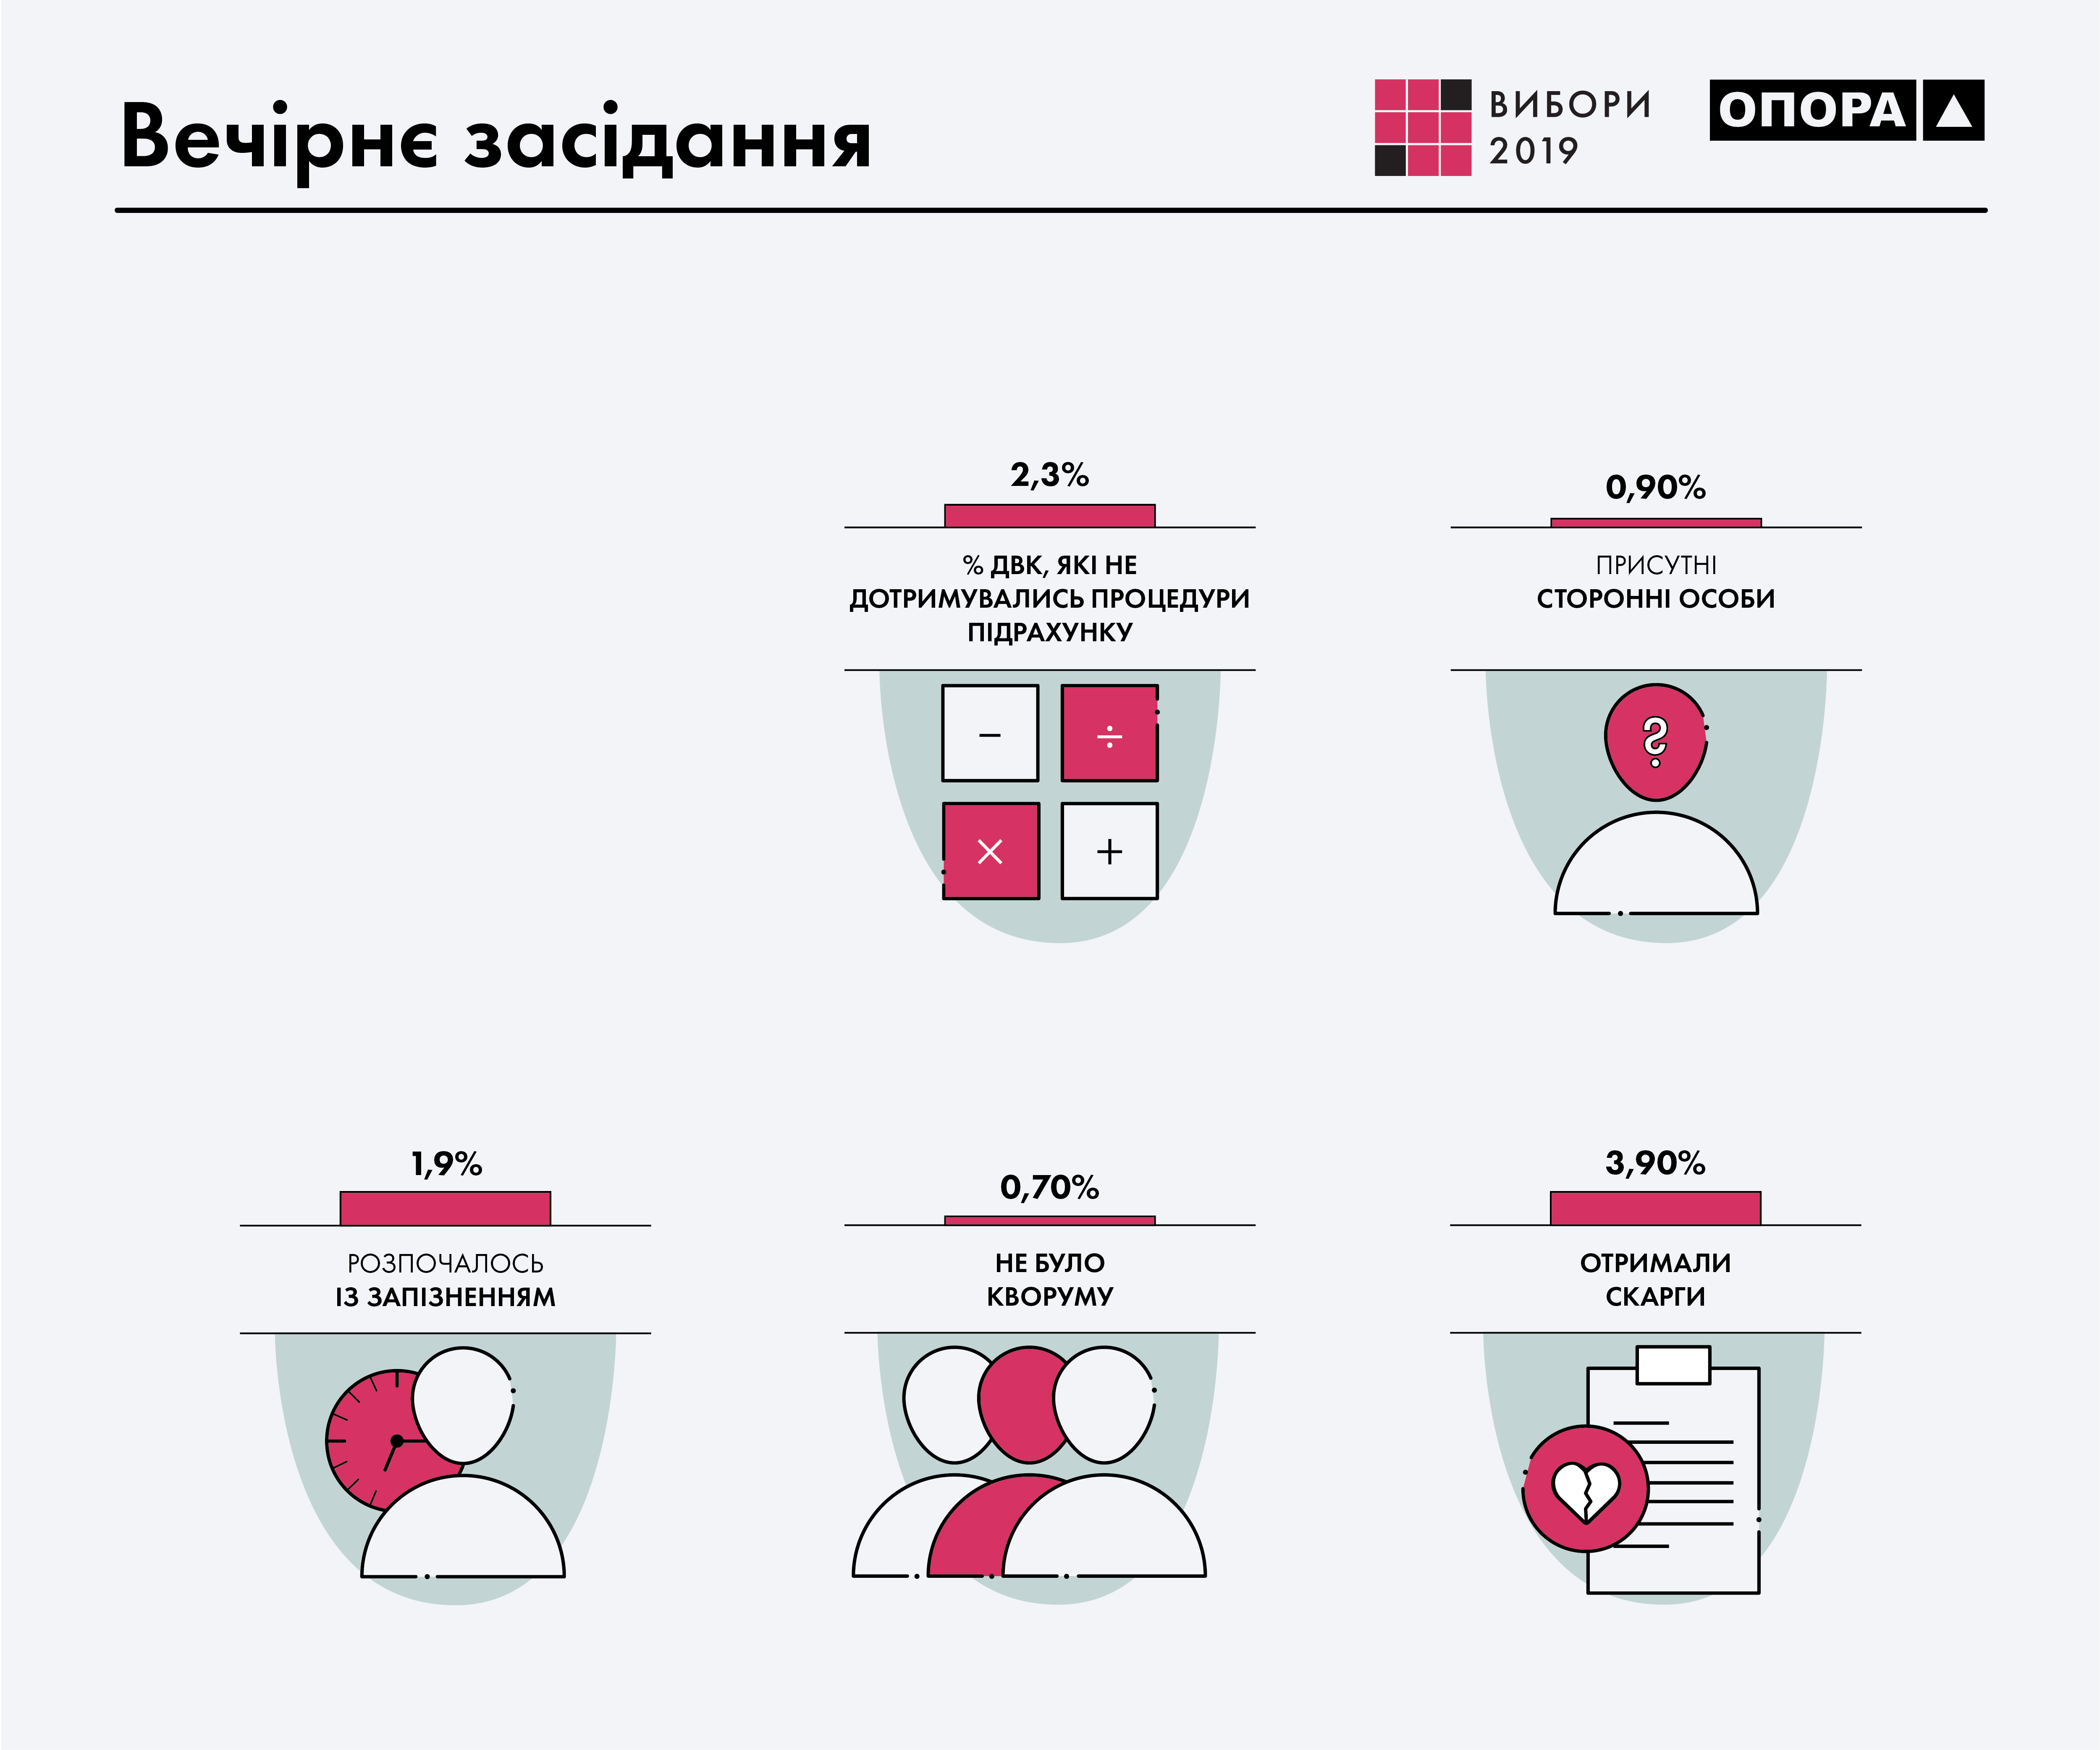 Вечірнє засідання
ВИБОРИ
2019
ОПОРА
2,3%
% ДВК, ЯКІ НЕ
ДОТРИМУВАЛИСЬ ПРОЦЕДУРИ
ПІДРАХУНКУ
0,90%
ПРИСУТНІ
СТОРОННІ ОСОБИ
− ÷
× +
?
1,9%
РОЗПОЧАЛОСЬ
ІЗ ЗАПІЗНЕННЯМ
0,70%
НЕ БУЛО
КВОРУМУ
3,90%
ОТРИМАЛИ
СКАРГИ